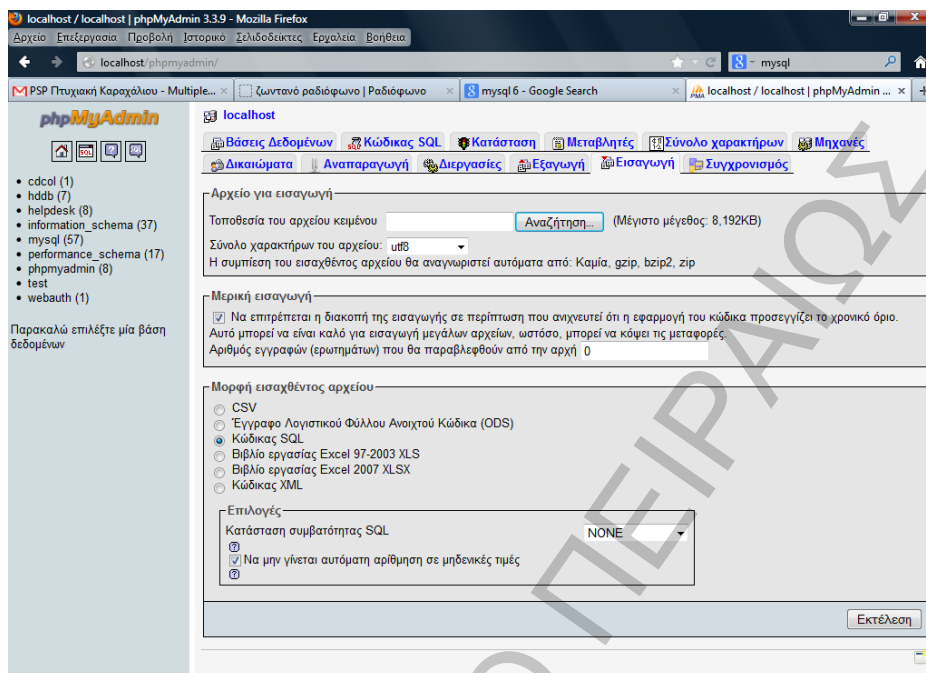 localhost / localhost | phpMyAdmin 3.3.9 - Mozilla Firefox
Αρχείο Επεξεργασία Προβολή Ιστορικό Σελιδοδείκτες Εργαλεία Βοήθεια
localhost/phpmyadmin/
mysql
PSP Πτυχιακή Καραχάλιου - Multiple...
ζωντανό ραδιόφωνο | Ραδιόφωνο
mysql 6 - Google Search
localhost / localhost | phpMyAdmin ...
phpMyAdmin
SQL
cdcol (1)
hddb (7)
helpdesk (8)
information_schema (37)
mysql (57)
performance_schema (17)
phpmyadmin (8)
test
webauth (1)
Παρακαλώ επιλέξτε μία βάση
δεδομένων
localhost
Βάσεις Δεδομένων Κώδικας SQL Κατάσταση Μεταβλητές Σύνολο χαρακτήρων Μηχανές
Δικαιώματα Αναπαραγωγή Διεργασίες Εξαγωγή Εισαγωγή Συγχρονισμός
Αρχείο για εισαγωγή
Τοποθεσία του αρχείου κειμένου Αναζήτηση... (Μέγιστο μέγεθος: 8,192KB)
Σύνολο χαρακτήρων του αρχείου: utf8
Η συμπίεση του εισαχθέντος αρχείου θα αναγνωριστεί αυτόματα από: Καμία, gzip, bzip2, zip
Μερική εισαγωγή
Να επιτρέπεται η διακοπή της εισαγωγής σε περίπτωση που ανιχνευτεί ότι η εφαρμογή του κώδικα προσεγγίζει το χρονικό όριο.
Αυτό μπορεί να είναι καλό για εισαγωγή μεγάλων αρχείων, ωστόσο, μπορεί να κόψει τις μεταφορές.
Αριθμός εγγραφών (ερωτημάτων) που θα παραβλεφθούν από την αρχή 0
Μορφή εισαχθέντος αρχείου
CSV
Έγγραφο Λογιστικού Φύλλου Ανοιχτού Κώδικα (ODS)
Κώδικας SQL
Βιβλίο εργασίας Excel 97-2003 XLS
Βιβλίο εργασίας Excel 2007 XLSX
Κώδικας XML
Επιλογές
Κατάσταση συμβατότητας SQL NONE
Να μην γίνεται αυτόματη αρίθμηση σε μηδενικές τιμές
Εκτέλεση
ΠΕΙΡΑΙΩΣ